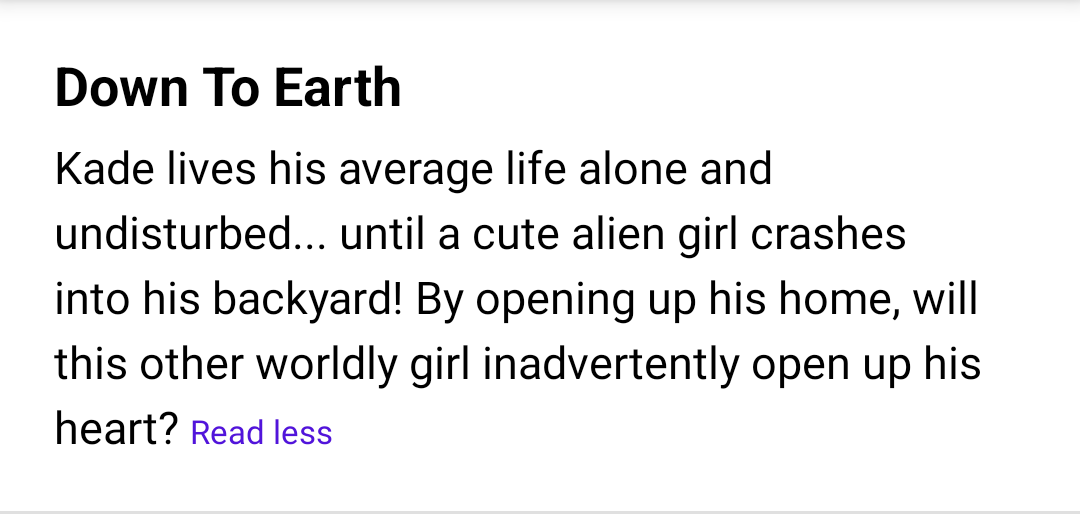 Down To Earth
Kade lives his average life alone and
undisturbed... until a cute alien girl crashes
into his backyard! By opening up his home, will
this other worldly girl inadvertently open up his
heart? Read less